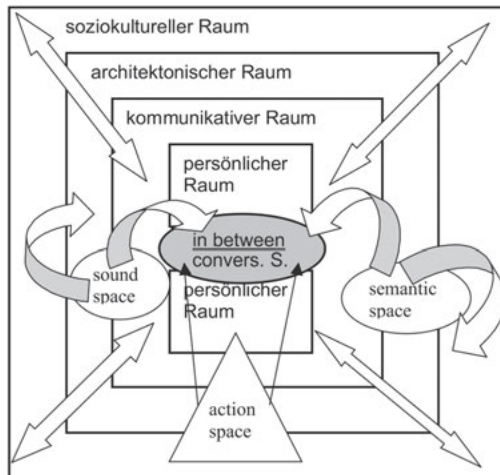 soziokultureller Raum
architektonischer Raum
kommunikativer Raum
persönlicher
Raum
in between
convers. S.
sound
space
semantic
space
persönlicher
Raum
action
space